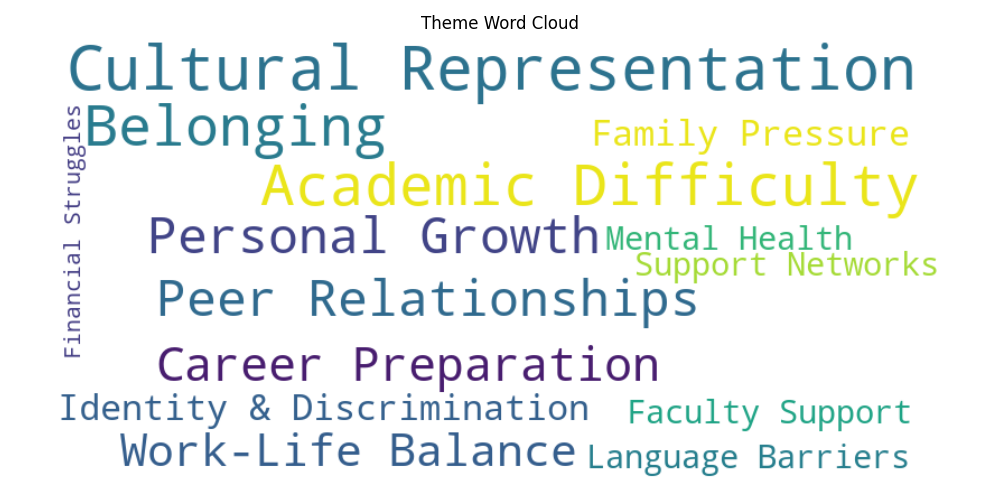 Theme Word Cloud
Cultural Representation
Financial Struggles
Belonging
Family Pressure
Academic Difficulty
Personal Growth
Mental Health
Support Networks
Peer Relationships
Career Preparation
Identity & Discrimination
Faculty Support
Work-Life Balance
Language Barriers